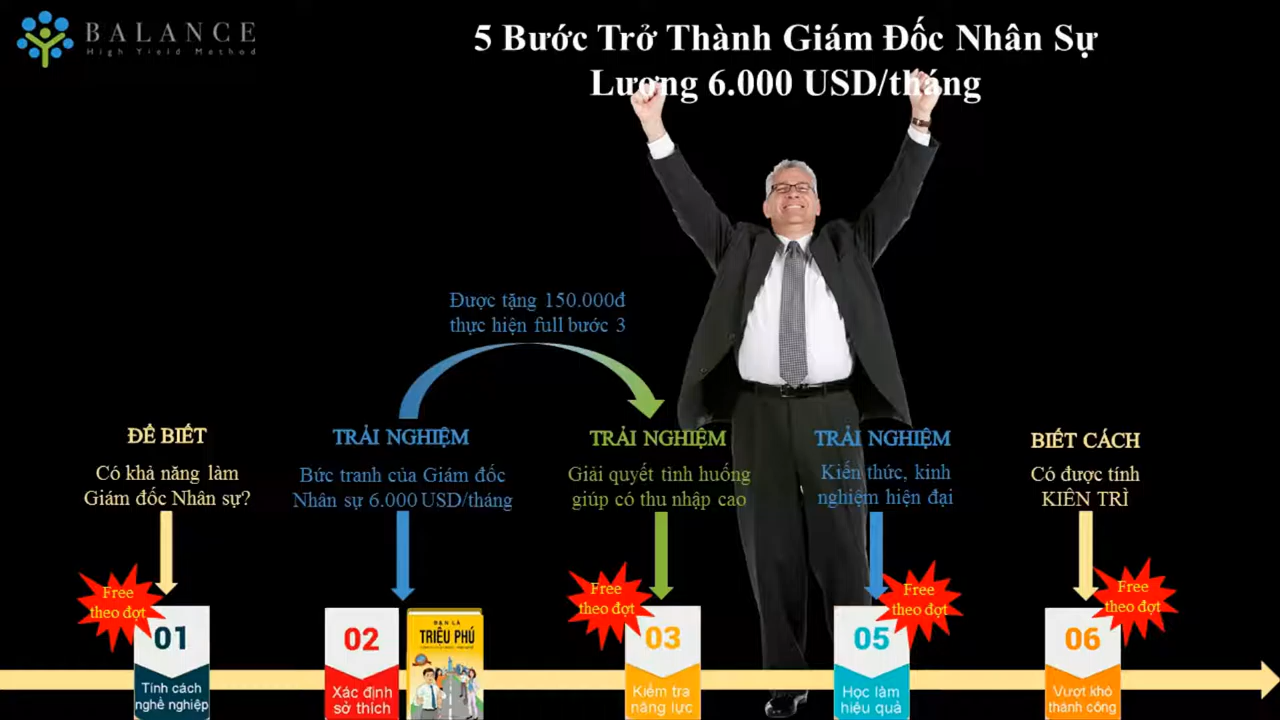 BALANCE
High Yield Method
5 Bước Trở Thành Giám Đốc Nhân Sự
Lương 6.000 USD/tháng
Được tặng 150.000đ
thực hiện full bước 3
ĐỂ BIẾT
Có khả năng làm
Giám đốc Nhân sự?
TRẢI NGHIỆM
Bức tranh của Giám đốc
Nhân sự 6.000 USD/tháng
TRẢI NGHIỆM
Giải quyết tình huống
giúp có thu nhập cao
TRẢI NGHIỆM
Kiến thức, kinh
nghiệm hiện đại
BIẾT CÁCH
Có được tính
KIÊN TRÌ
Free
theo đợt
01
Tính cách
nghề nghiệp
02
Xác định
sở thích
BẠN LÀ
TRIỆU PHÚ
Free
theo đợt
03
Kiểm tra
năng lực
05
Free
theo đợt
Học làm
hiệu quả
06
Free
theo đợt
Vượt khó
thành công